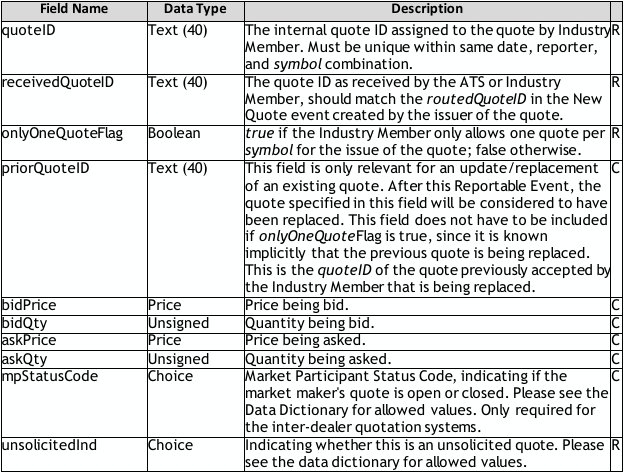 Field Name Data Type Description
quoteID Text (40) The internal quote ID assigned to the quote by Industry R
Member. Must be unique within same date, reporter,
and symbol combination.
receivedQuoteID Text (40) The quote ID as received by the ATS or Industry R
Member, should match the routedQuoteID in the New
Quote event created by the issuer of the quote.
onlyOneQuoteFlag Boolean true if the Industry Member only allows one quote per R
symbol for the issue of the quote; false otherwise.
priorQuoteID Text (40) This field is only relevant for an update/replacement C
of an existing quote. After this Reportable Event, the
quote specified in this field will be considered to have
been replaced. This field does not have to be included
if onlyOneQuoteFlag is true, since it is known
implicitly that the previous quote is being replaced.
This is the quoteID of the quote previously accepted by
the Industry Member that is being replaced.
bidPrice Price Price being bid. C
bidQty Unsigned Quantity being bid. C
askPrice Price Price being asked. C
askQty Unsigned Quantity being asked. C
mpStatusCode Choice Market Participant Status Code, indicating if the C
market maker's quote is open or closed. Please see the
Data Dictionary for allowed values. Only required for
the inter-dealer quotation systems.
unsolicitedInd Choice Indicating whether this is an unsolicited quote. Please R
see the data dictionary for allowed values.